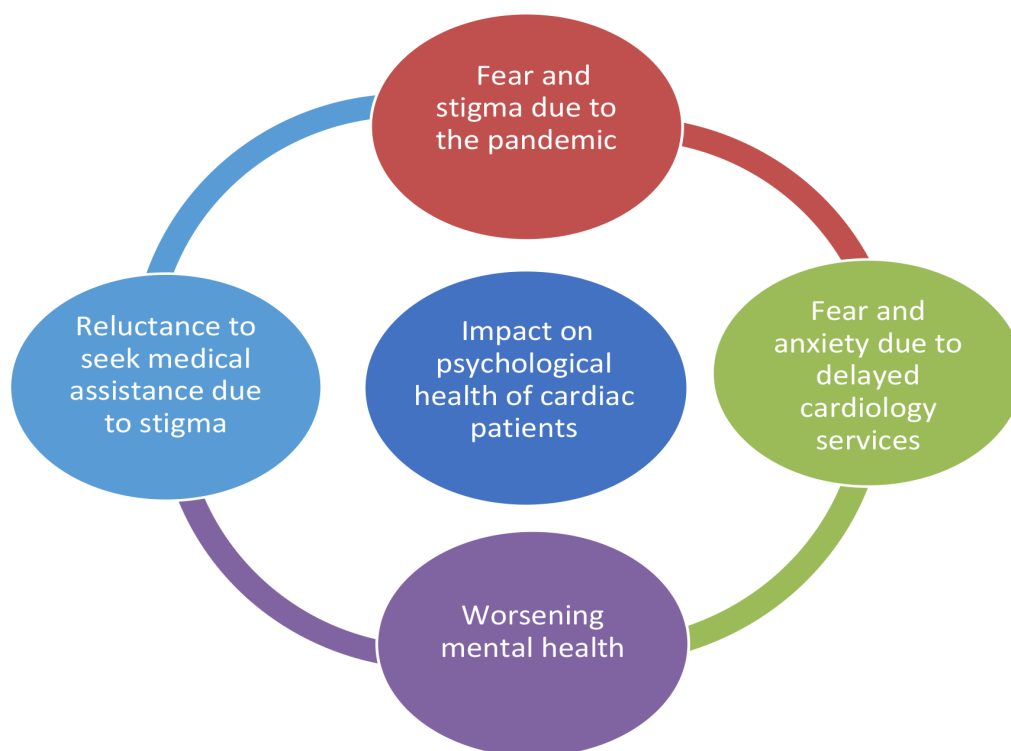 Fear and
stigma due to
the pandemic
Fear and
anxiety due to
delayed
cardiology
services
Worsening
mental health
Reluctance to
seek medical
assistance due
to stigma
Impact on
psychological
health of cardiac
patients